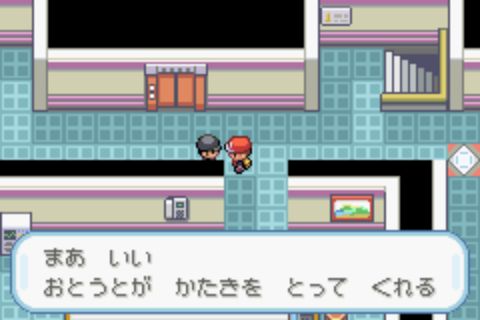 まあ　いい
おとうとが　かたきを　とって　くれる